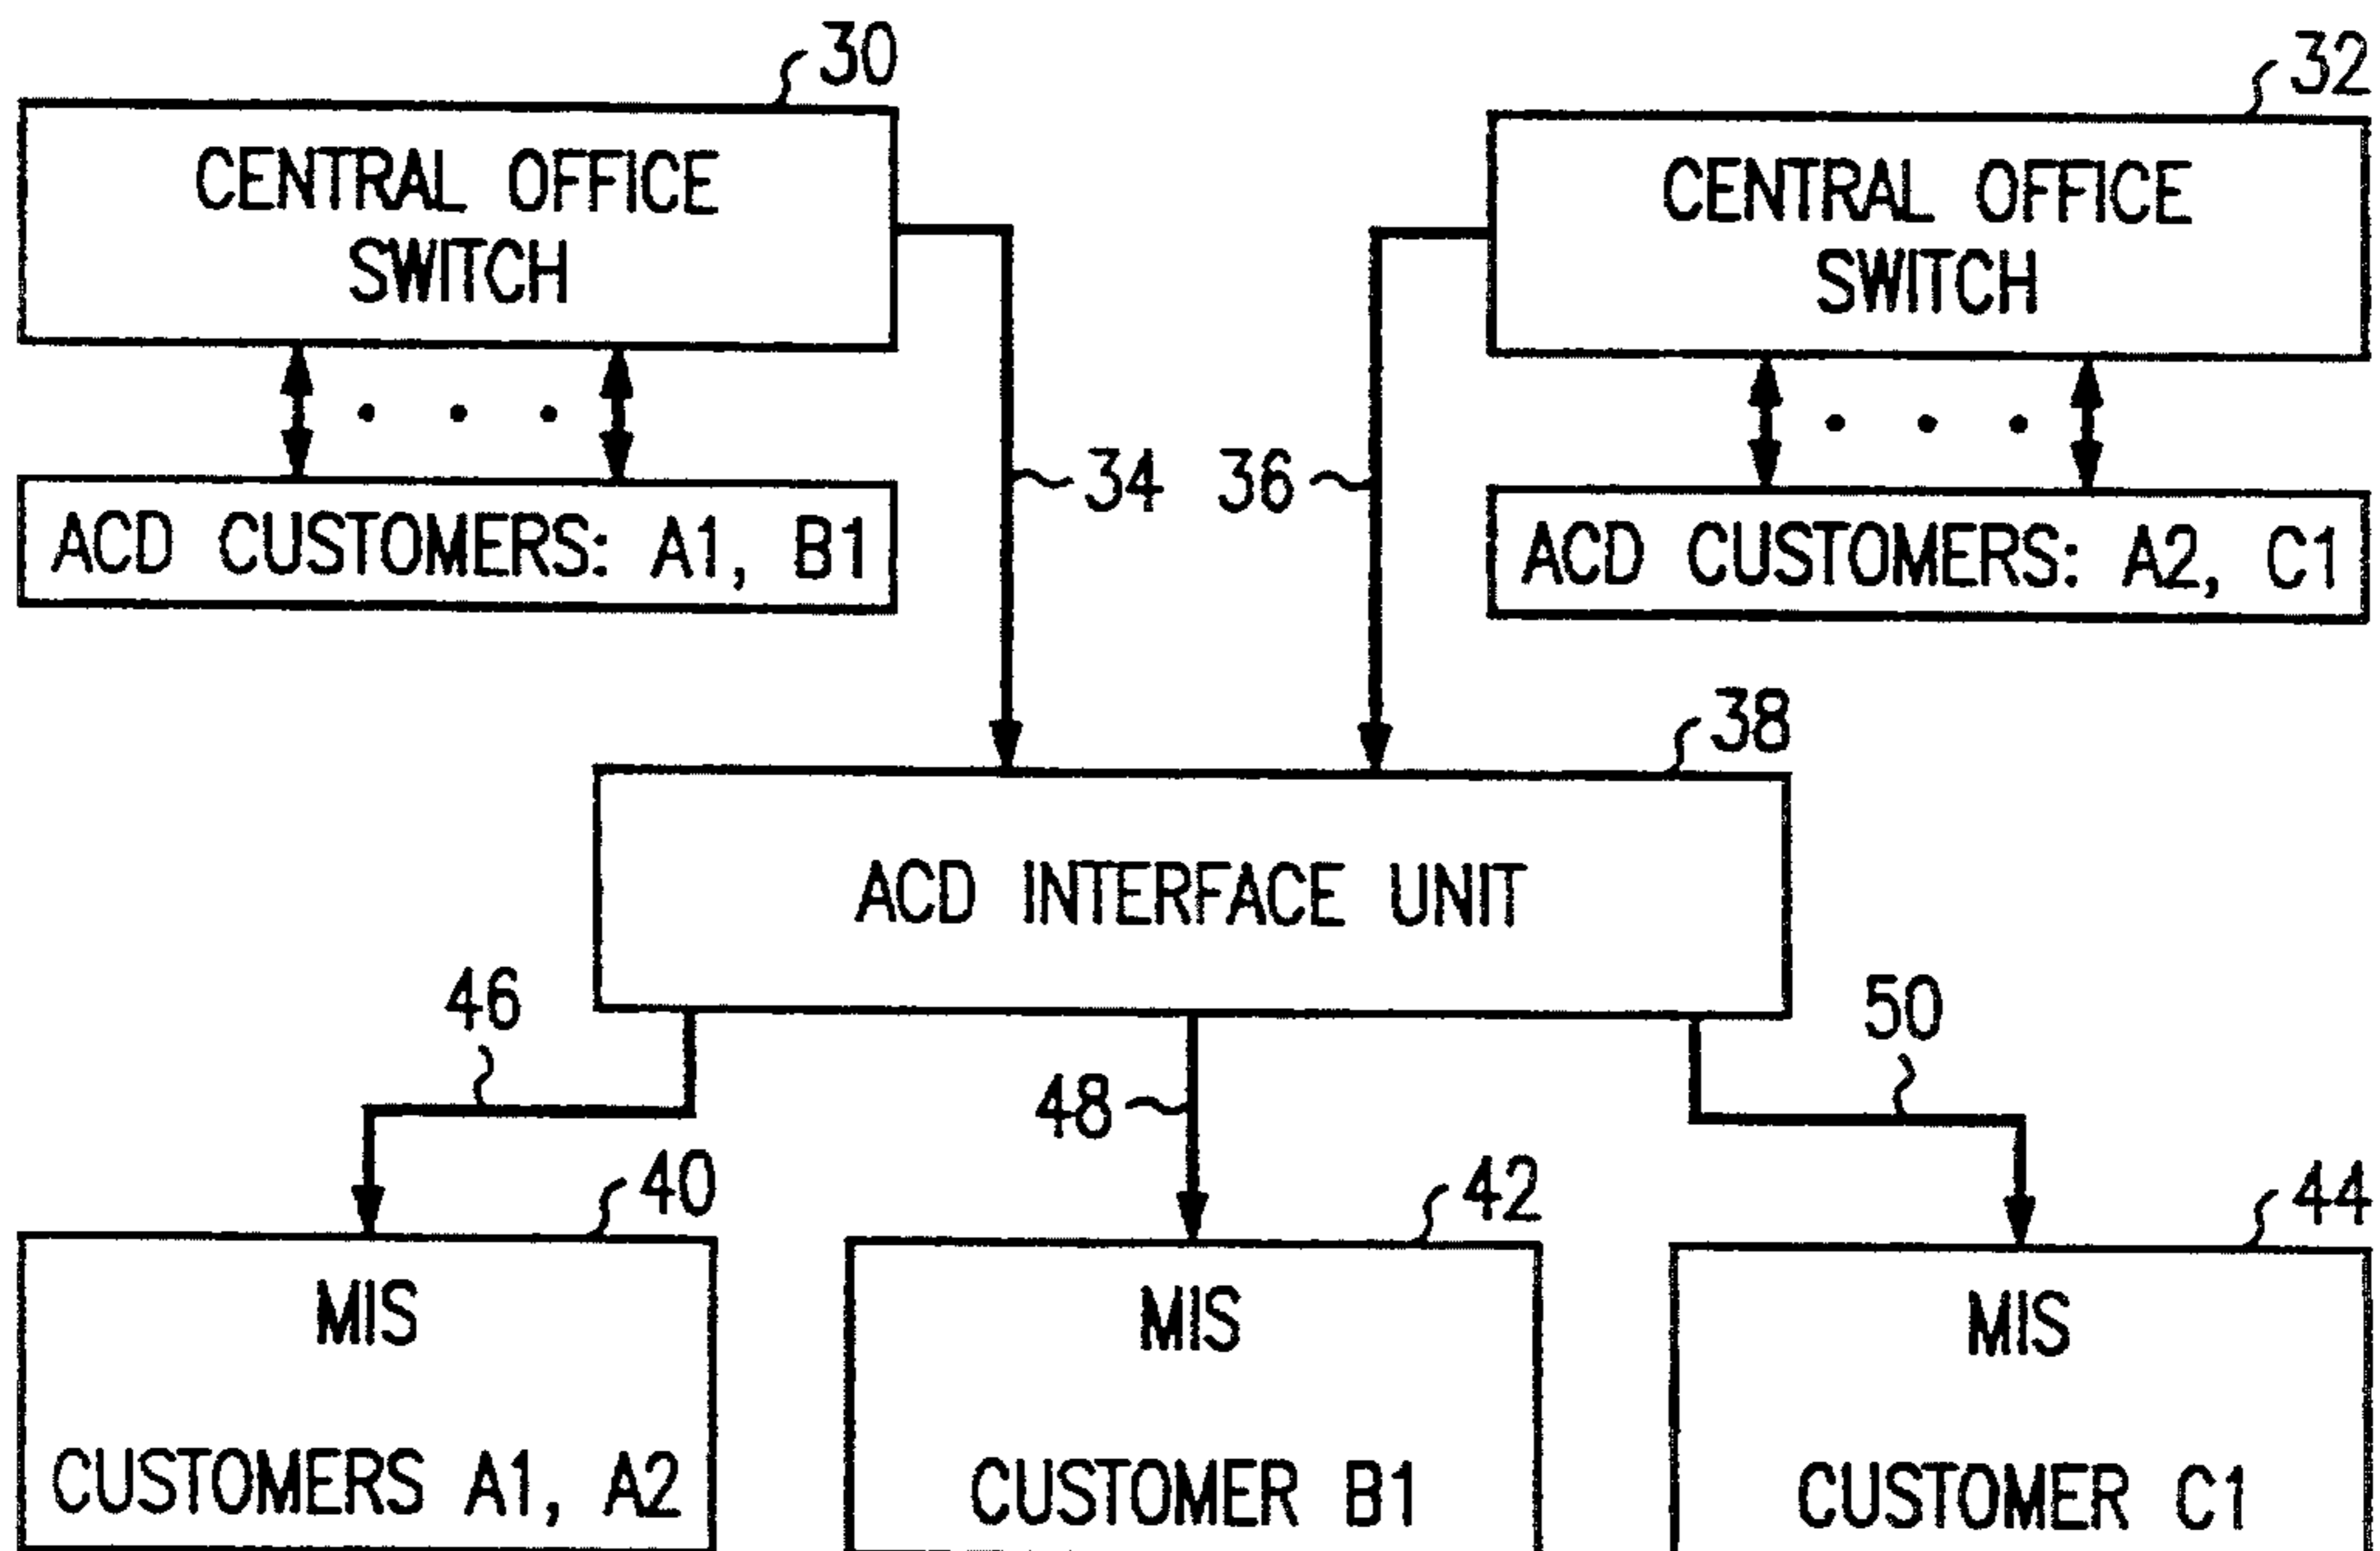 30
CENTRAL OFFICE
SWITCH
32
CENTRAL OFFICE
SWITCH
34
36
ACD CUSTOMERS: A1, B1
ACD CUSTOMERS: A2, C1
38
ACD INTERFACE UNIT
46
48
50
40
MIS
CUSTOMERS A1, A2
42
MIS
CUSTOMER B1
44
MIS
CUSTOMER C1